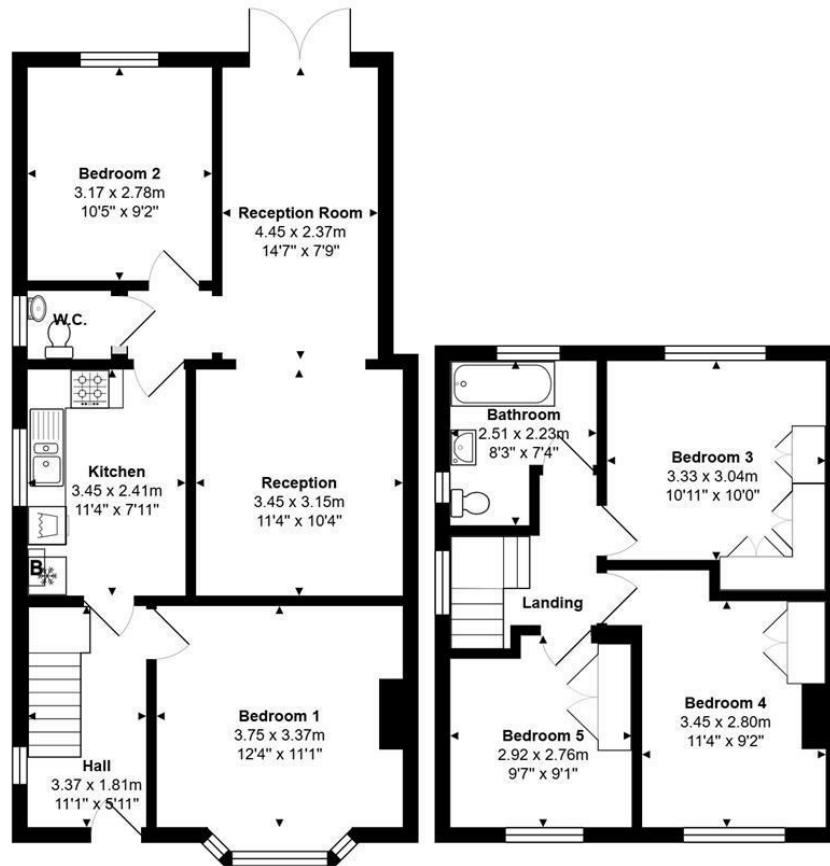 Bedroom 2
3.17 x 2.78m
10'5" x 9'2"
Reception Room
4.45 x 2.37m
14'7" x 7'9"
W.C.
Kitchen
3.45 x 2.41m
11'4" x 7'11"
B
Reception
3.45 x 3.15m
11'4" x 10'4"
Hall
3.37 x 1.81m
11'1" x 5'11"
Bedroom 1
3.75 x 3.37m
12'4" x 11'1"
Bathroom
2.51 x 2.23m
8'3" x 7'4"
Bedroom 3
3.33 x 3.04m
10'11" x 10'0"
Landing
Bedroom 5
2.92 x 2.76m
9'7" x 9'1"
Bedroom 4
3.45 x 2.80m
11'4" x 9'2"